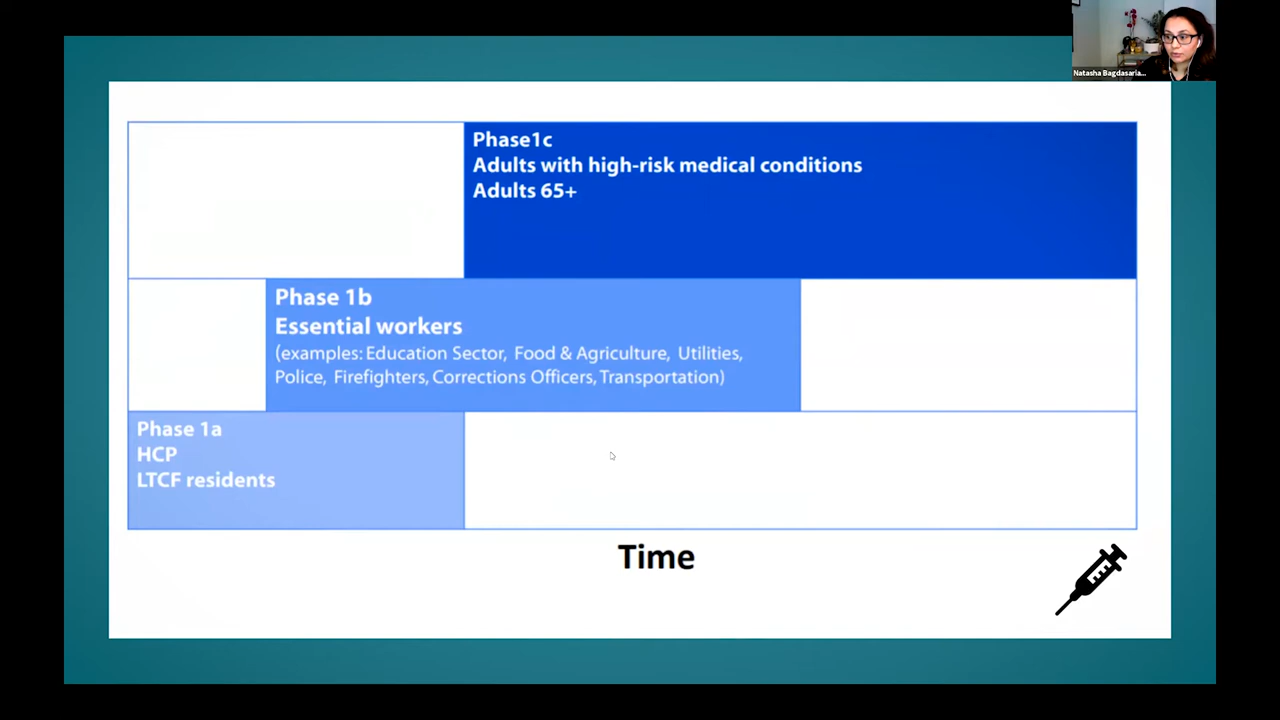 Natasha Bagdasaria...
Phase1c
Adults with high-risk medical conditions
Adults 65+
Phase 1b
Essential workers
(examples: Education Sector, Food & Agriculture, Utilities,
Police, Firefighters, Corrections Officers, Transportation)
Phase 1a
HCP
LTCF residents
Time